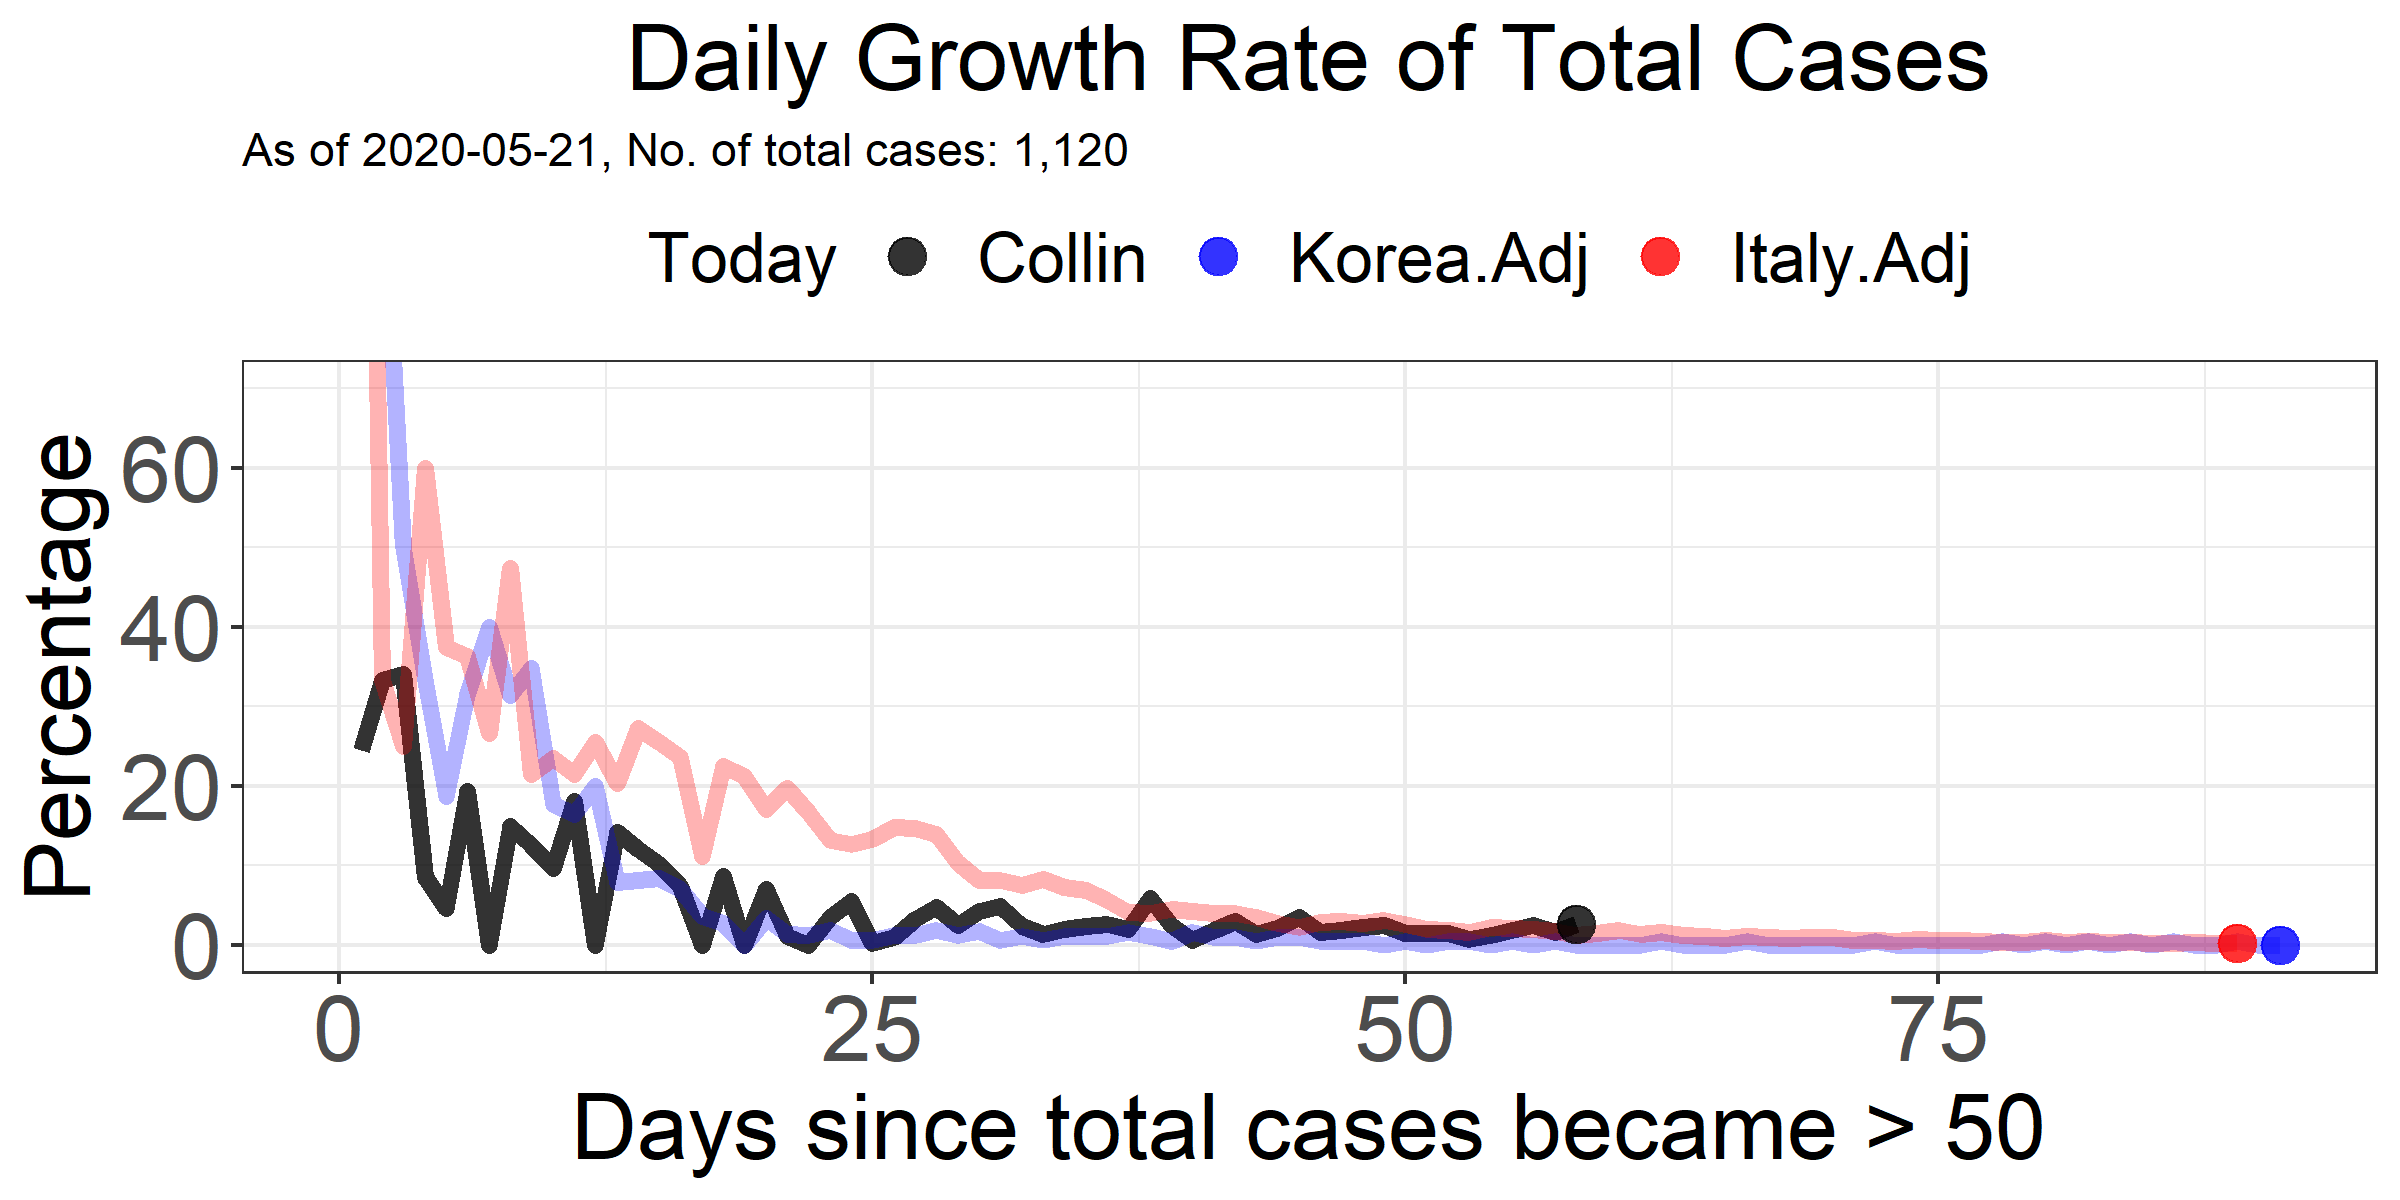 Daily Growth Rate of Total Cases
As of 2020-05-21, No. of total cases: 1,120
Today Collin Korea.Adj Italy.Adj
Percentage
60
40
20
0
0 25 50 75
Days since total cases became > 50